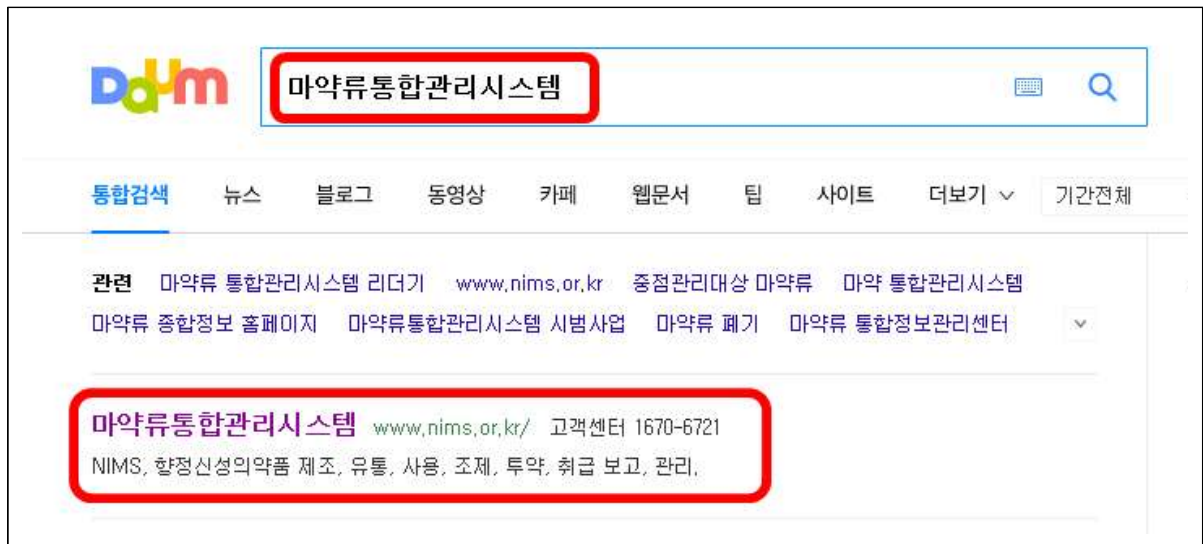 Daum 마약류통합관리시스템
통합검색 뉴스 블로그 동영상 카페 웹문서 팁 사이트 더보기 기간전체
관련 마약류 통합관리시스템 리더기 www.nims.or.kr 중점관리대상 마약류 마약 통합관리시스템
마약류 종합정보 홈페이지 마약류통합관리시스템 시범사업 마약류 폐기 마약류 통합정보관리센터
마약류통합관리시스템 www.nims.or.kr/ 고객센터 1670-6721
NIMS, 향정신성의약품 제조, 유통, 사용, 조제, 투약, 취급 보고, 관리.